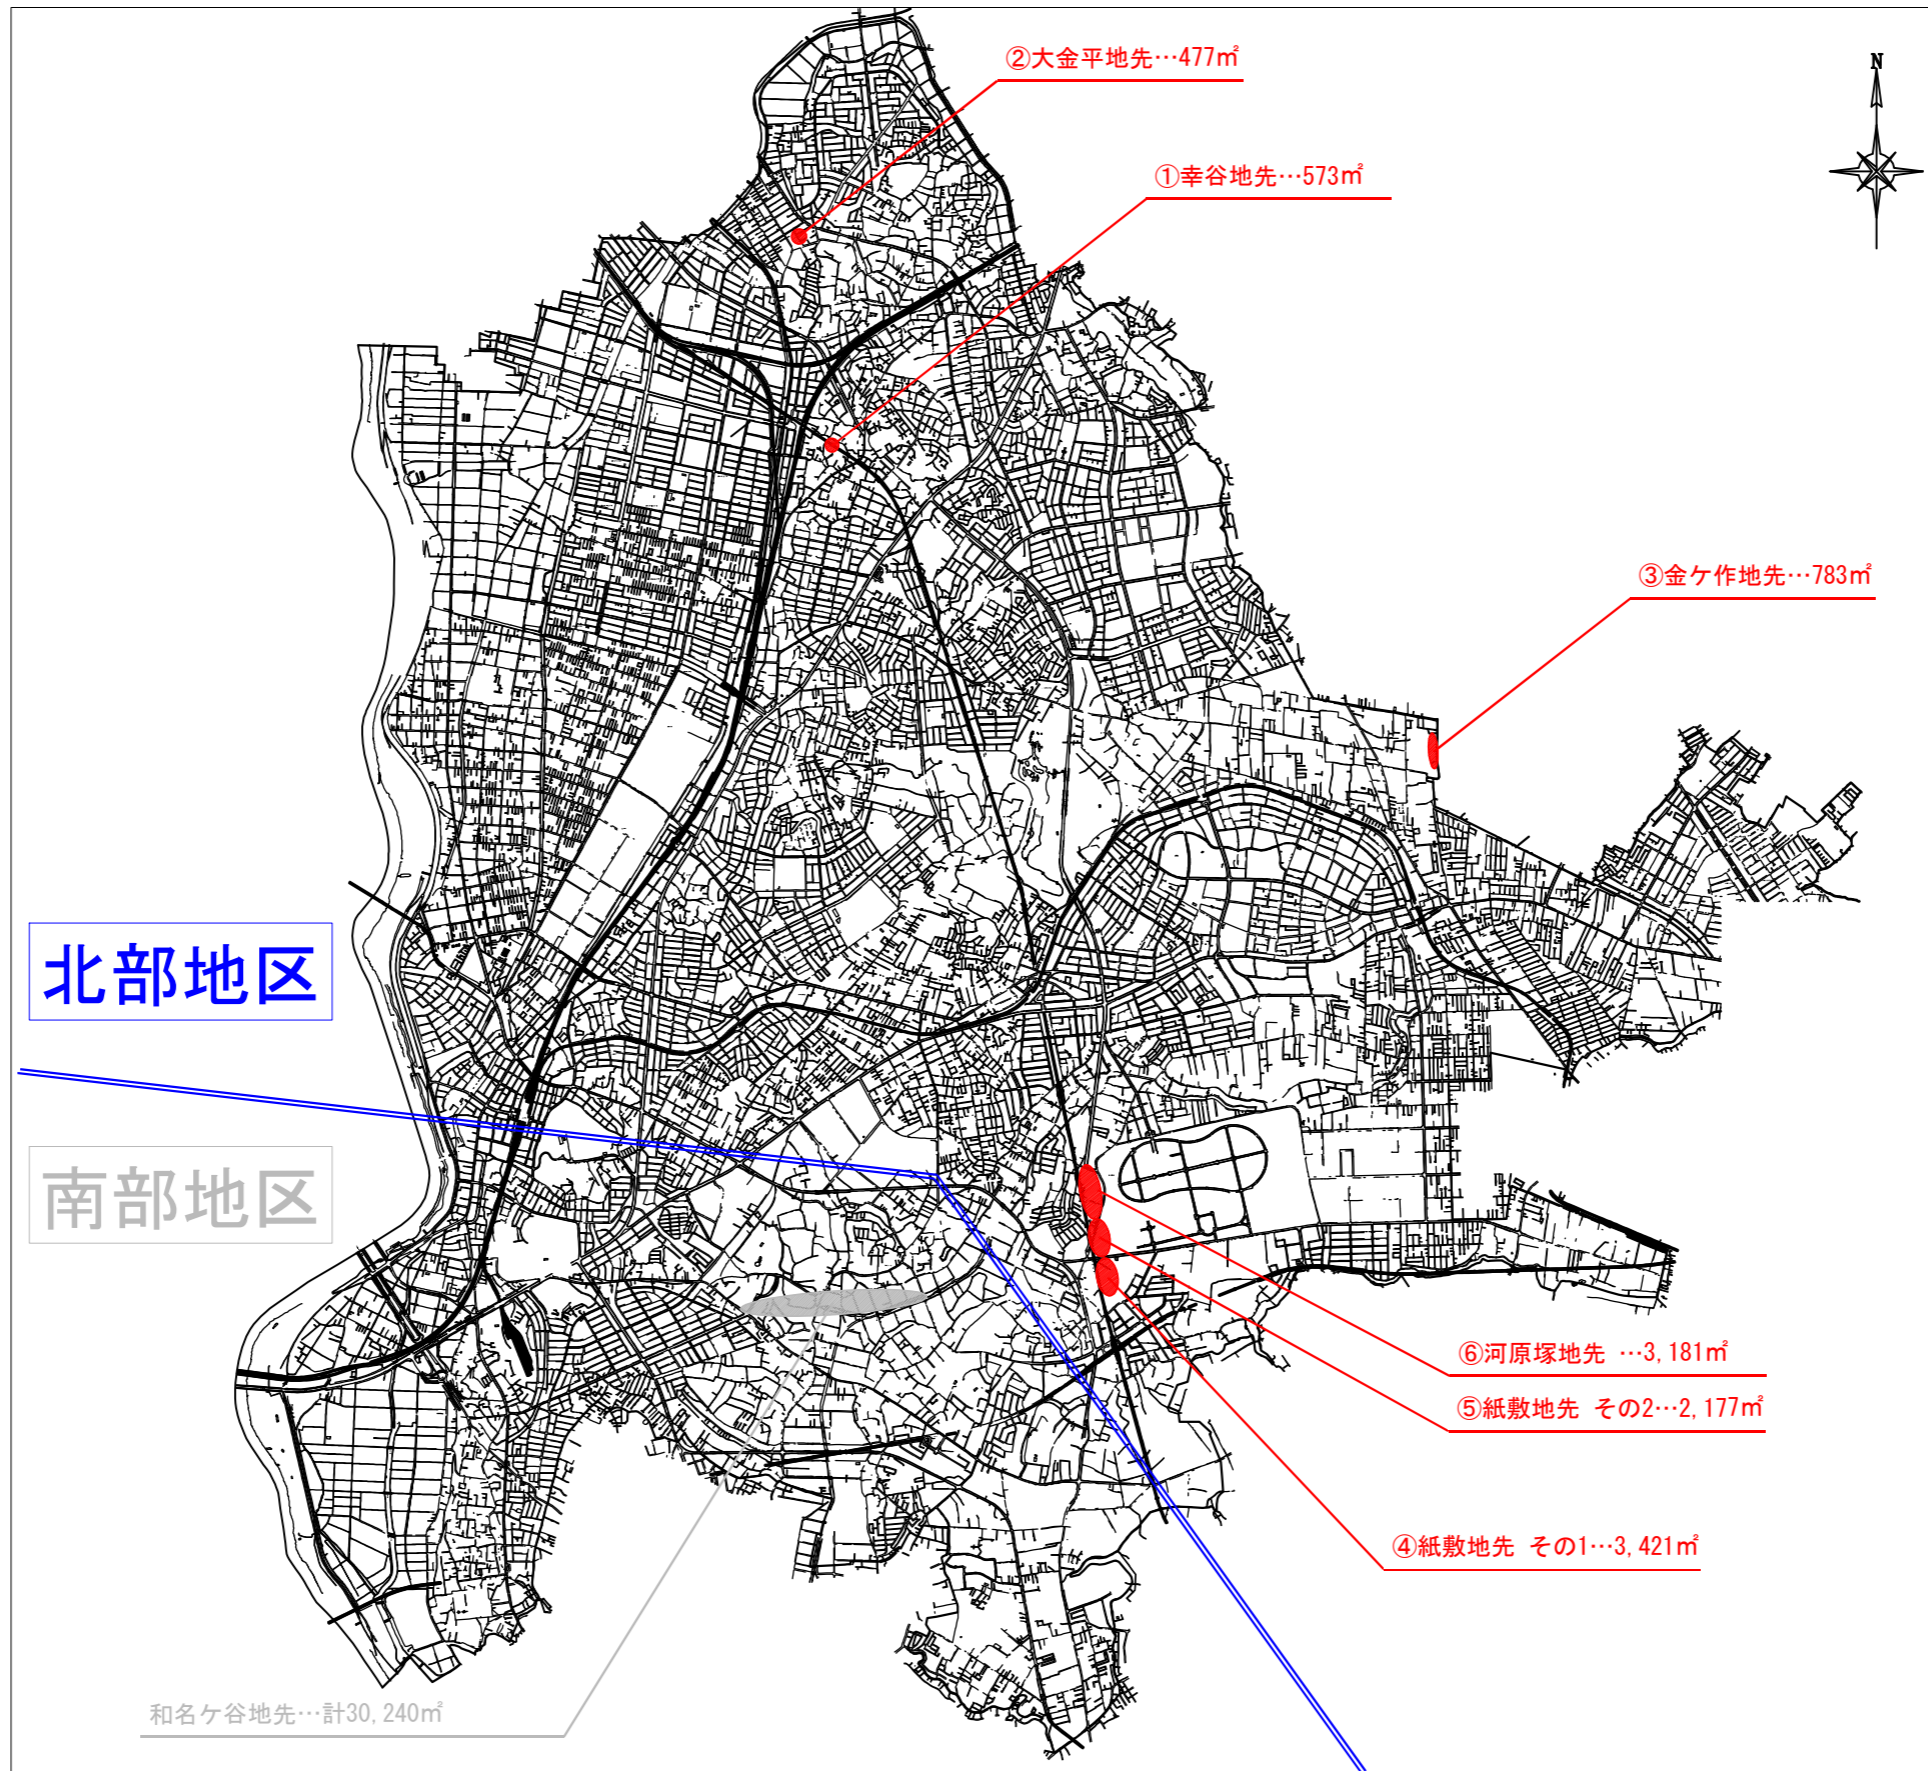 ②大金平地先…477㎡
N
①幸谷地先…573㎡
③金ケ作地先…783㎡
北部地区
南部地区
⑥河原塚地先 …3,181㎡
⑤紙敷地先 その2…2,177㎡
④紙敷地先 その1…3,421㎡
和名ケ谷地先…計30,240㎡